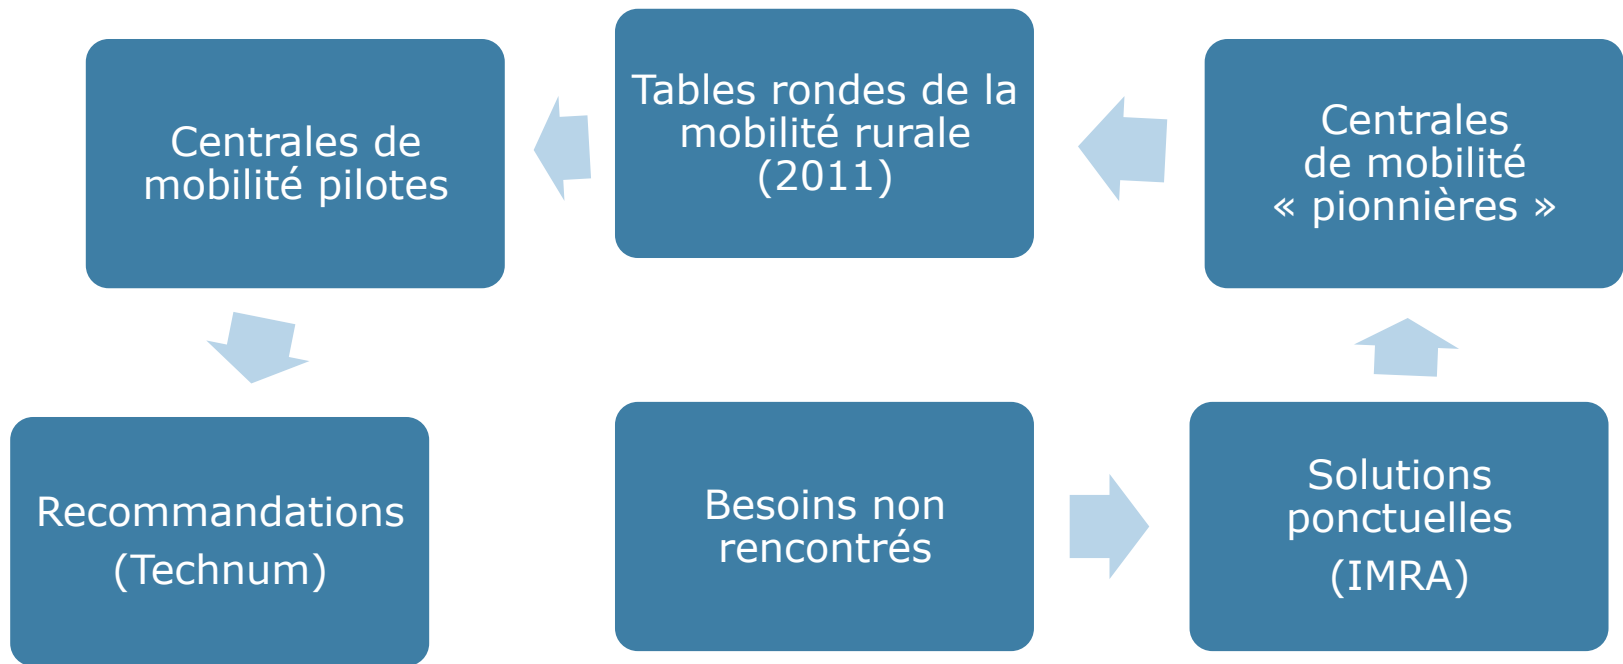 Centrales de
mobilité pilotes
Tables rondes de la
mobilité rurale
(2011)
Centrales
de mobilité
« pionnières »
Recommandations
(Technum)
Besoins non
rencontrés
Solutions
ponctuelles
(IMRA)